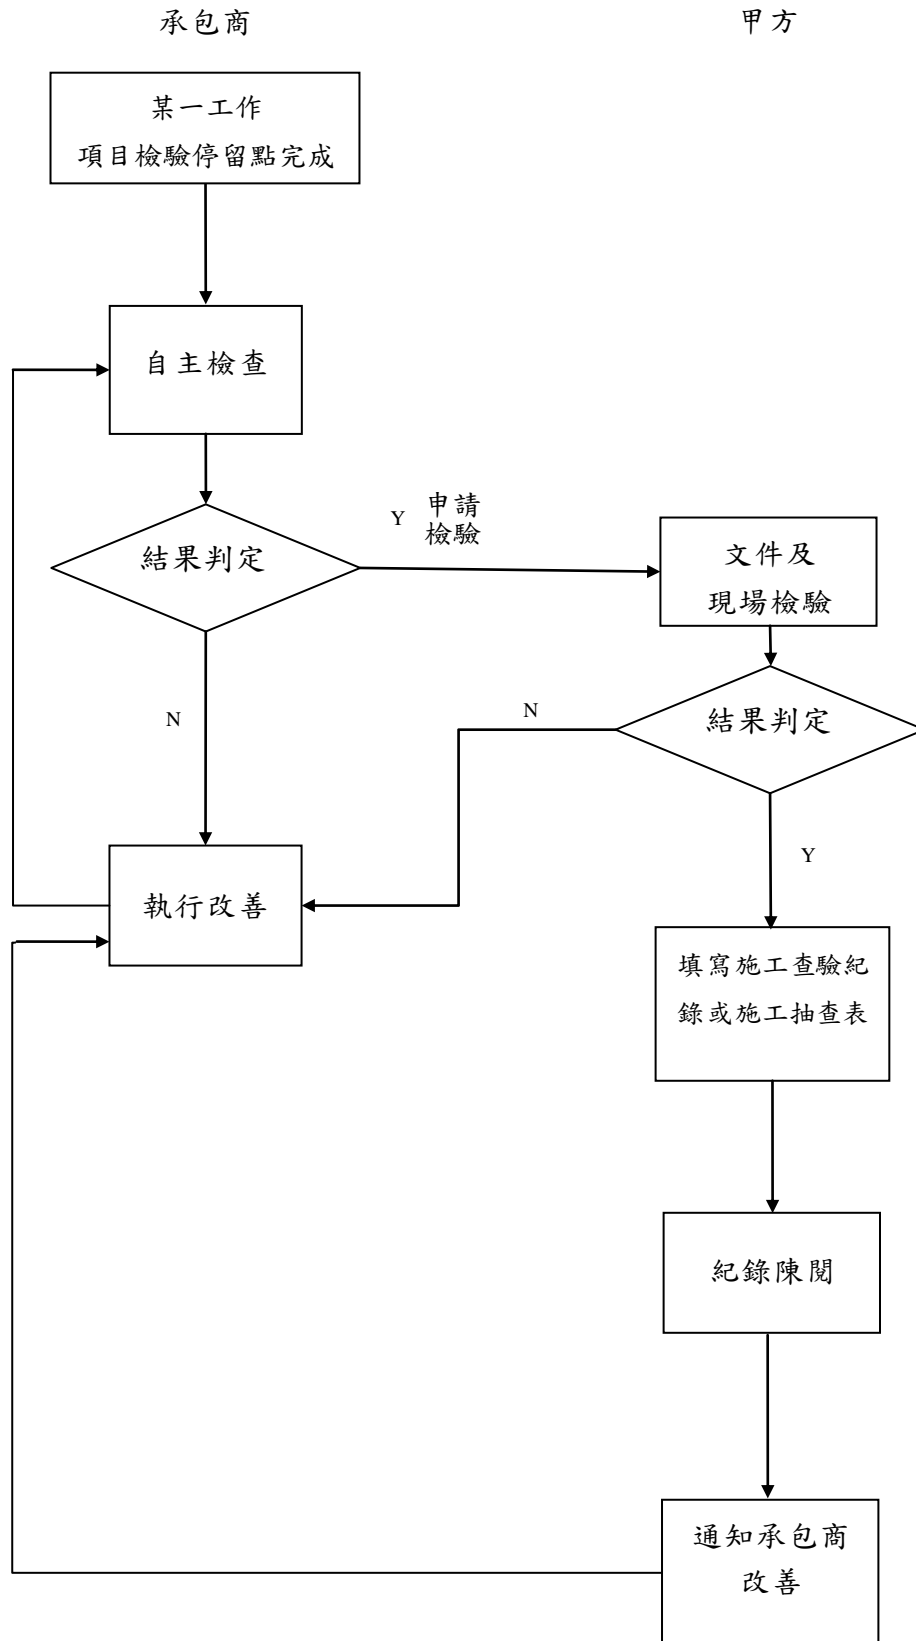 承包商
甲方
某一工作
項目檢驗停留點完成
自主檢查
結果判定
Y
申請
檢驗
文件及
現場檢驗
N
N
結果判定
Y
執行改善
填寫施工查驗紀
錄或施工抽查表
紀錄陳閱
通知承包商
改善